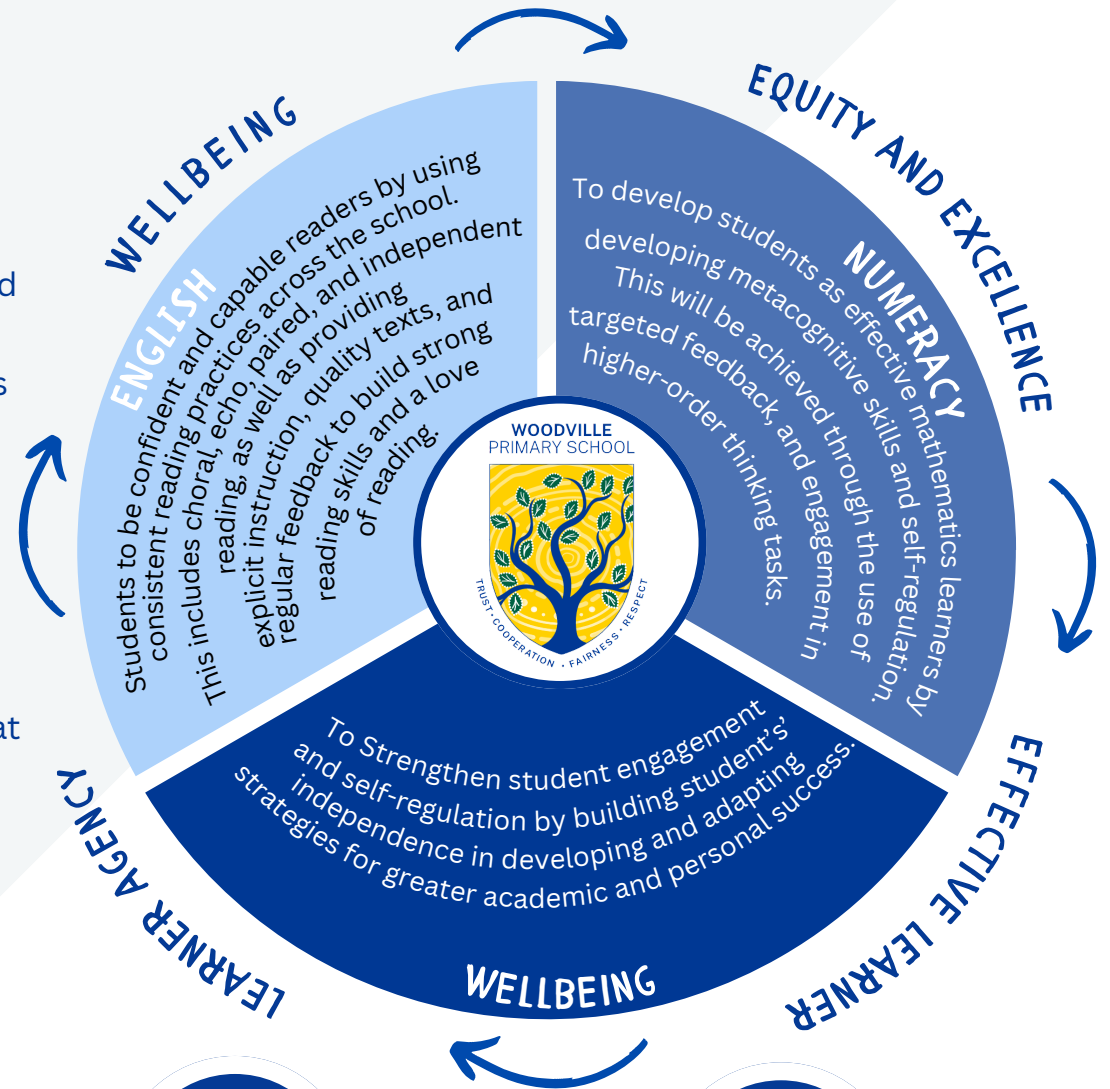 WELLBEING
EQUITY AND EXCELLENCE
EFFECTIVE LEARNER
LEARNER AGENCY
ENGLISH
Students to be confident and capable readers by using
consistent reading practices across the school.
This includes choral, echo, paired, and independent
reading, as well as providing
explicit instruction, quality texts, and
regular feedback to build strong
reading skills and a love
of reading.
NUMERACY
To develop students as effective mathematics learners by
developing metacognitive skills and self-regulation.
This will be achieved through the use of
targeted feedback, and engagement in
higher-order thinking tasks.
WOODVILLE
PRIMARY SCHOOL
TRUST • COOPERATION • FAIRNESS • RESPECT
To Strengthen student engagement
and self-regulation by building student’s’
independence in developing and adapting
strategies for greater academic and personal success.
WELLBEING
d
s
at